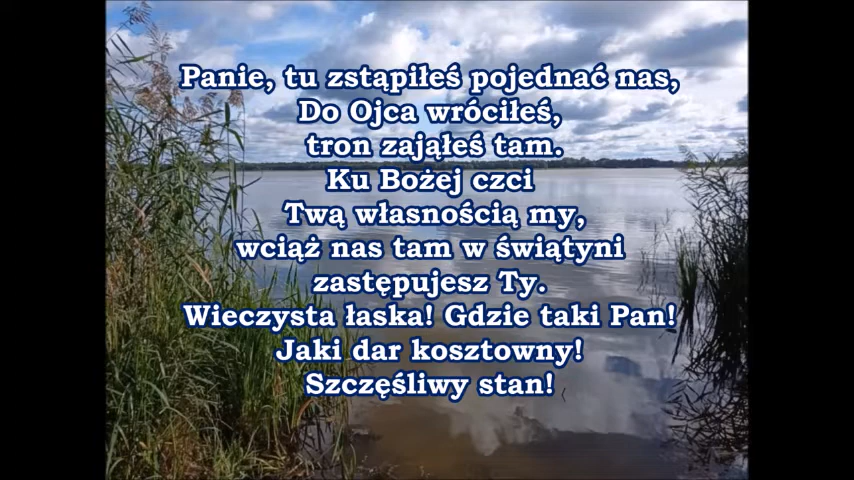 Panie, tu zstąpiłeś pojednać nas,
Do Ojca wróciłeś,
tron zająłeś tam.
Ku Bożej czci
Twą własnością my,
wciąż nas tam w świątyni
zastępujesz Ty.
Wieczysta łaska! Gdzie taki Pan!
Jaki dar kosztowny!
Szczęśliwy stan!